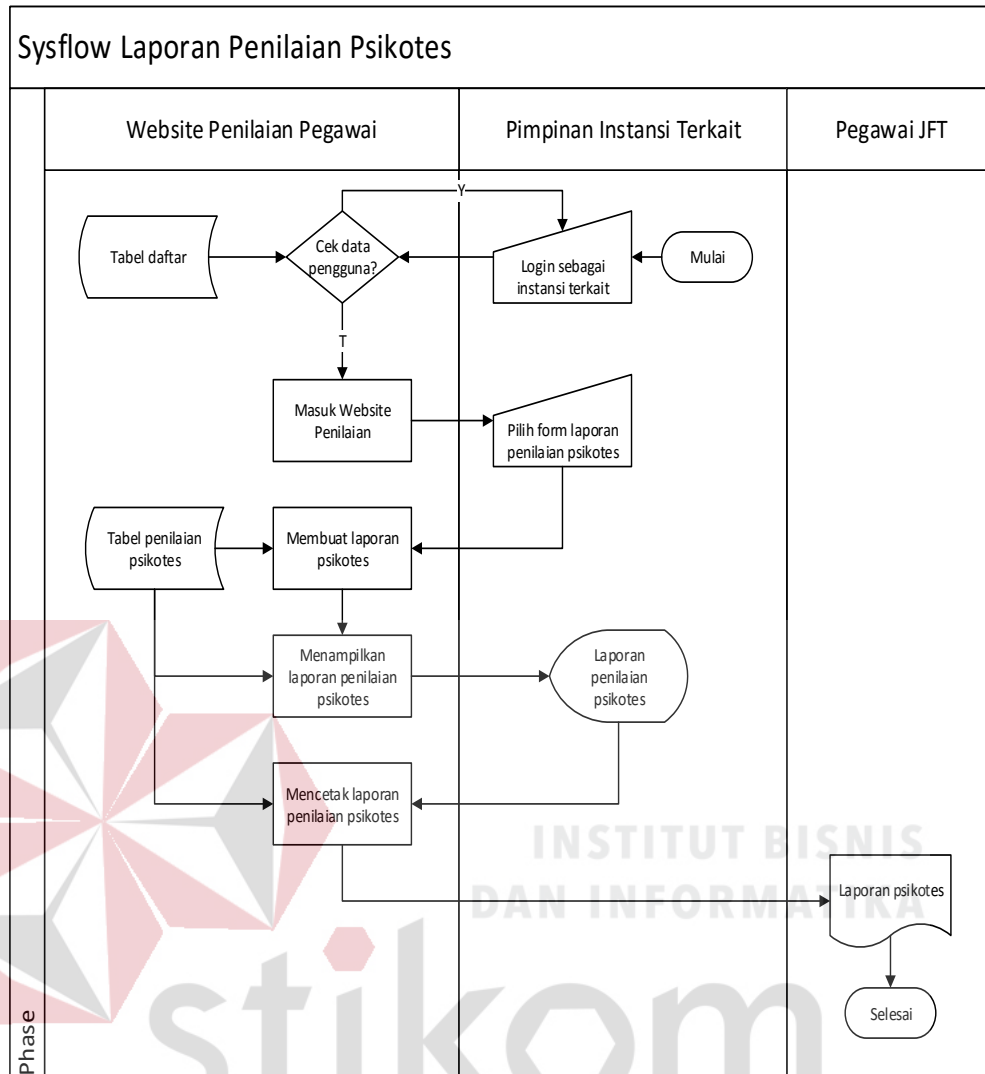 Sysflow Laporan Penilaian Psikotes
Website Penilaian Pegawai
Pimpinan Instansi Terkait
Pegawai JFT
Y
Tabel daftar
Cek data
pengguna?
Login sebagai
instansi terkait
Mulai
T
Masuk Website
Penilaian
Pilih form laporan
penilaian psikotes
Tabel penilaian
psikotes
Membuat laporan
psikotes
Menampilkan
laporan penilaian
psikotes
Laporan
penilaian
psikotes
Mencetak laporan
penilaian psikotes
INSTITUT BISNIS
DAN INFORMATIKA
Laporan psikotes
stikom
Selesai
Phase